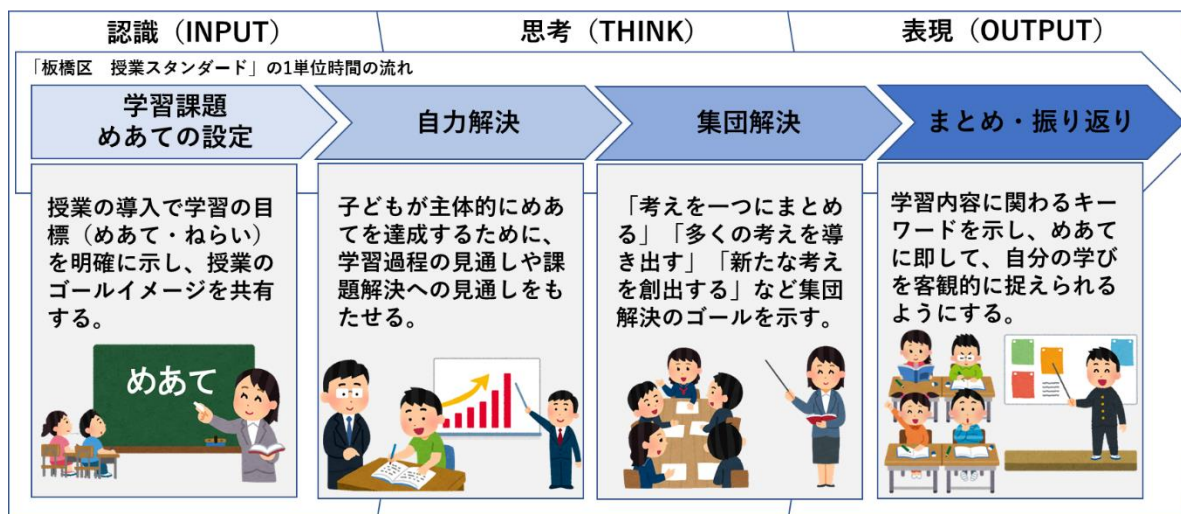 認識（INPUT）
思考（THINK）
表現（OUTPUT）
「板橋区　授業スタンダード」の1単位時間の流れ
学習課題
めあての設定
自力解決
集団解決
まとめ・振り返り
授業の導入で学習の目
標（めあて・ねらい）
を明確に示し、授業の
ゴールイメージを共有
する。
めあて
子どもが主体的にめあ
てを達成するために、
学習過程の見通しや課
題解決への見通しをも
たせる。
「考えを一つにまとめ
る」「多くの考えを導
き出す」「新たな考え
を創出する」など集団
解決のゴールを示す。
学習内容に関わるキー
ワードを示し、めあて
に即して、自分の学び
を客観的に捉えられる
ようにする。